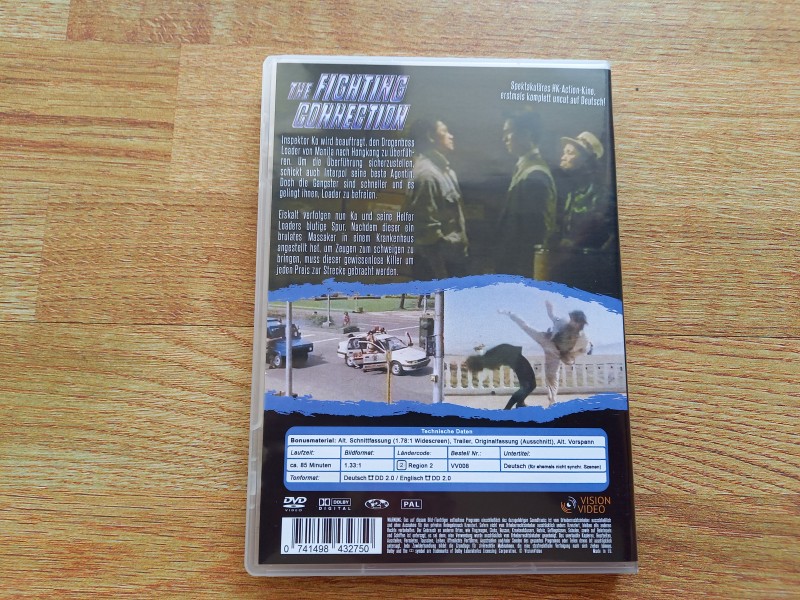 THE FIGHTING
CONNECTION
Spektakuläres HK-Action-Kino,
erstmals komplett uncut auf Deutsch!
Inspektor Ko wird beauftragt, den Drogenboss
Loader von Manila nach Hongkong zu überfüh-
ren. Um die Überführung sicherzustellen,
schickt auch Interpol seine beste Agentin.
Doch die Gangster sind schneller und es
gelingt ihnen, Loader zu befreien.
Eiskalt verfolgen nun Ko und seine Helfer
Loaders blutige Spur. Nachdem dieser ein
brutales Massaker in einem Krankenhaus
angestellt hat, um Zeugen zum schweigen zu
bringen, muss dieser gewissenlose Killer um
jeden Preis zur Strecke gebracht werden.
Technische Daten
Bonusmaterial: Alt. Schnittfassung (1.78:1 Widescreen), Trailer, Originalfassung (Ausschnitt), Alt. Vorspann
Laufzeit: Bildformat: Ländercode: Bestell Nr.: Untertitel:
ca. 85 Minuten 1.33:1 2 Region 2 VV008 Deutsch (für ehemals nicht synchr. Szenen)
Tonformat: Deutsch DD 2.0 / Englisch DD 2.0
DVD VIDEO DOLBY DIGITAL PAL
VISION
VIDEO
0 741498 432750